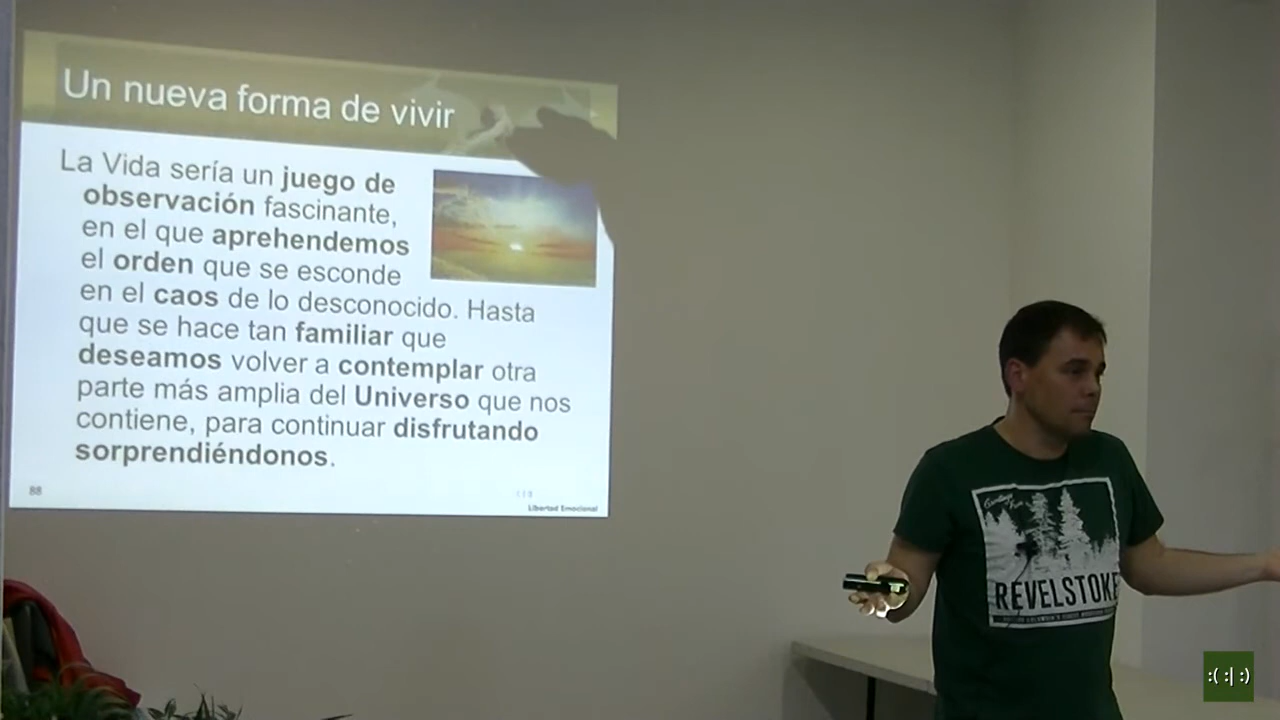 Un nueva forma de vivir
La Vida sería un juego de
observación fascinante,
en el que aprehendemos
el orden que se esconde
en el caos de lo desconocido. Hasta
que se hace tan familiar que
deseamos volver a contemplar otra
parte más amplia del Universo que nos
contiene, para continuar disfrutando
sorprendiéndonos.
88
Libertad Emocional
REVELSTOKE
:( :| :)